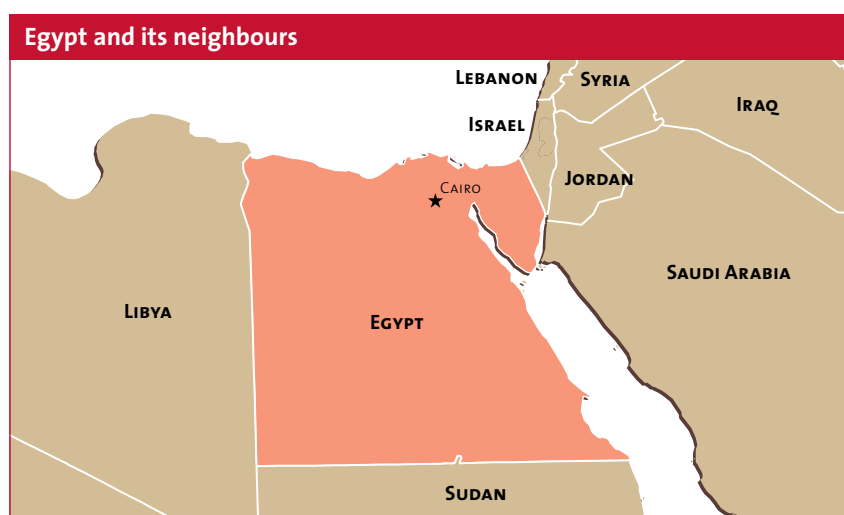 Egypt and its neighbours
LEBANON
SYRIA
IRAQ
ISRAEL
JORDAN
CAIRO
SAUDI ARABIA
LIBYA
EGYPT
SUDAN